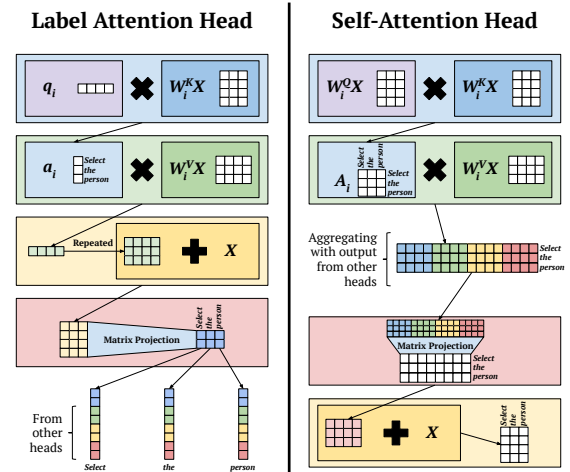 Label Attention Head
q_i
W_i^K X
a_i
Select
the
person
W_i^V X
Repeated
X
Matrix Projection
Select
the
person
From
other
heads
Select
the
person
Self-Attention Head
W_i^Q X
W_i^K X
Select
the
person
A_i
Select
the
person
W_i^V X
Aggregating
with output
from other
heads
Select
the
person
Matrix Projection
Select
the
person
X
Select
the
person